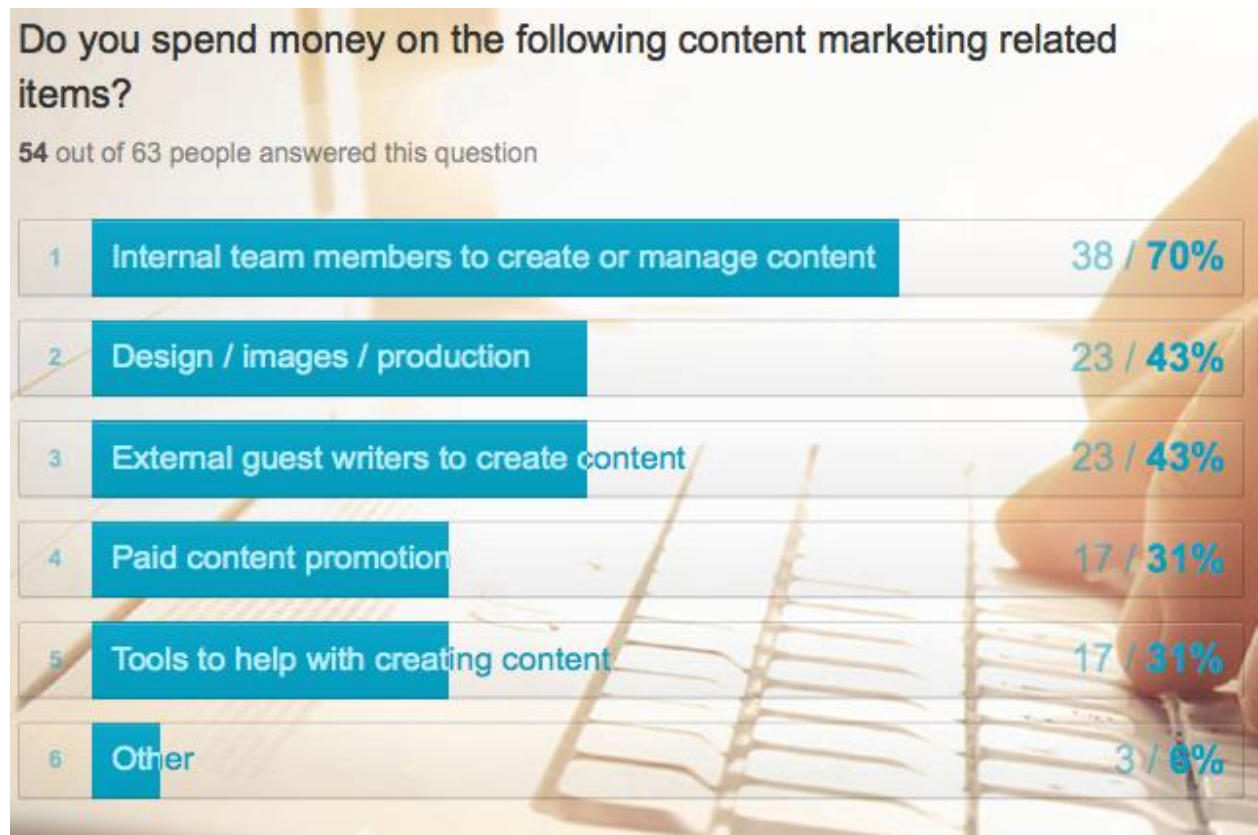 Do you spend money on the following content marketing related
items?
54 out of 63 people answered this question
1 Internal team members to create or manage content 38 / 70%
2 Design / images / production 23 / 43%
3 External guest writers to create content 23 / 43%
4 Paid content promotion 17 / 31%
5 Tools to help with creating content 17 / 31%
6 Other 3 / 6%